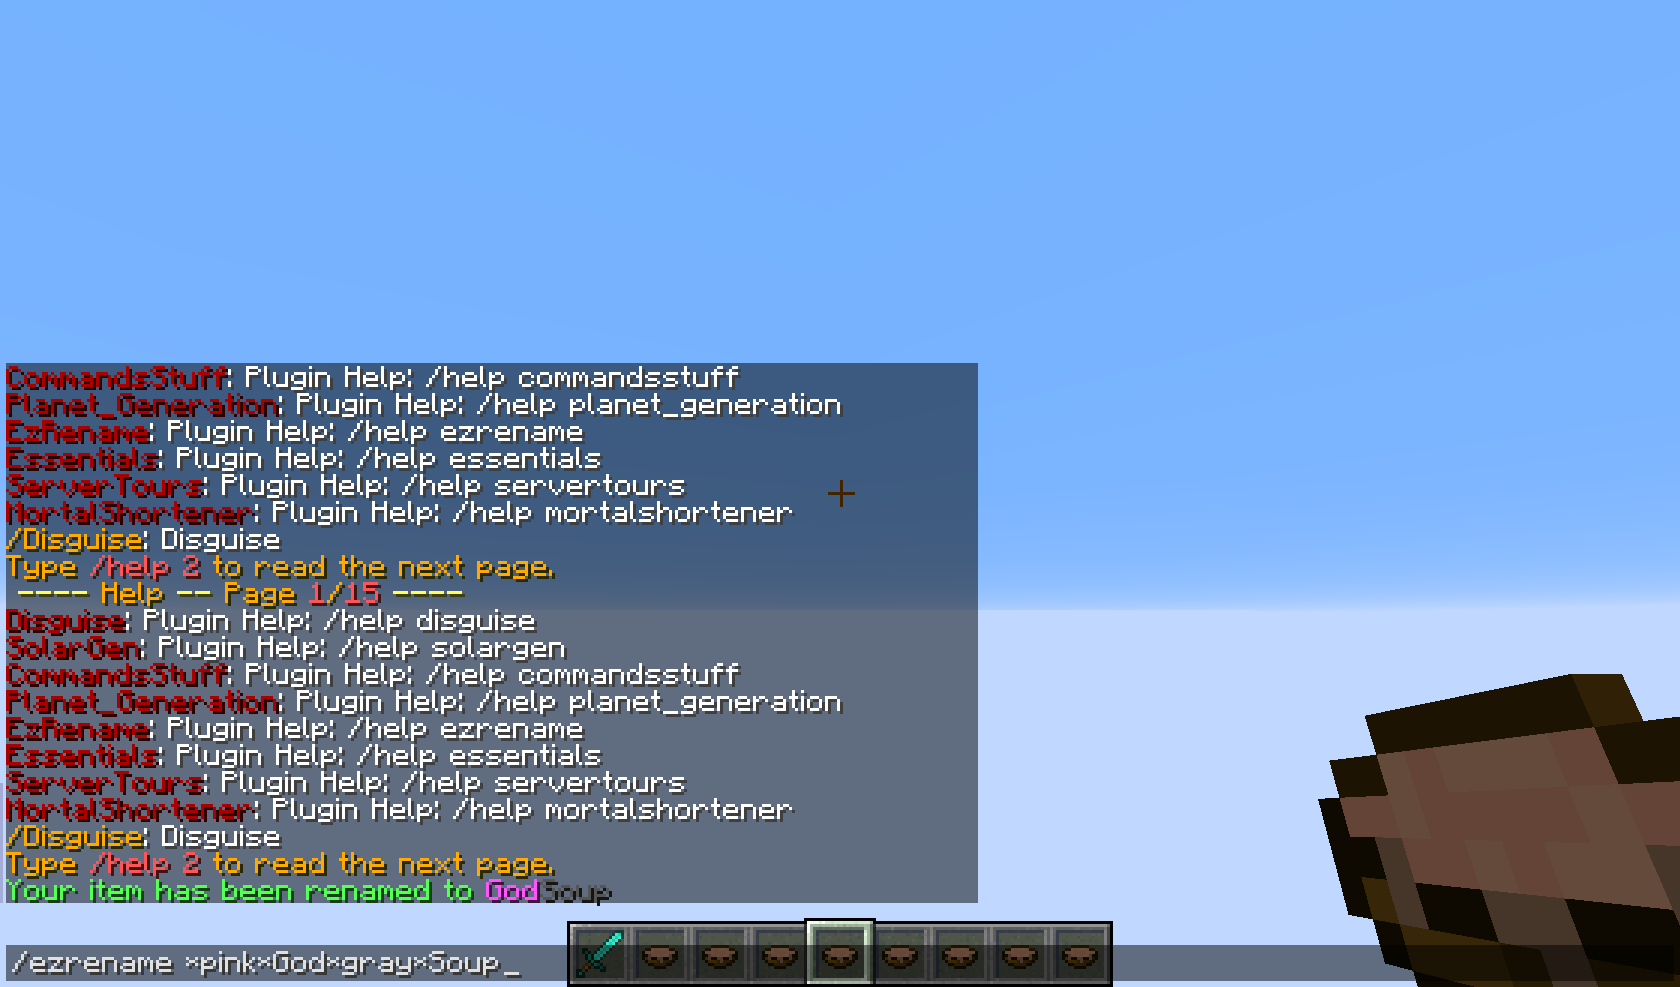 CommandsStuff: Plugin Help: /help commandsstuff
Planet_Generation: Plugin Help: /help planet_generation
EzRename: Plugin Help: /help ezrename
Essentials: Plugin Help: /help essentials
ServerTours: Plugin Help: /help servertours
MortalShortener: Plugin Help: /help mortalshortener
/Disguise: Disguise
Type /help 2 to read the next page.
---- Help -- Page 1/15 ----
Disguise: Plugin Help: /help disguise
SolarGen: Plugin Help: /help solargen
CommandsStuff: Plugin Help: /help commandsstuff
Planet_Generation: Plugin Help: /help planet_generation
EzRename: Plugin Help: /help ezrename
Essentials: Plugin Help: /help essentials
ServerTours: Plugin Help: /help servertours
MortalShortener: Plugin Help: /help mortalshortener
/Disguise: Disguise
Type /help 2 to read the next page.
Your item has been renamed to GodSoup
/ezrename *pink*God*gray*Soup_